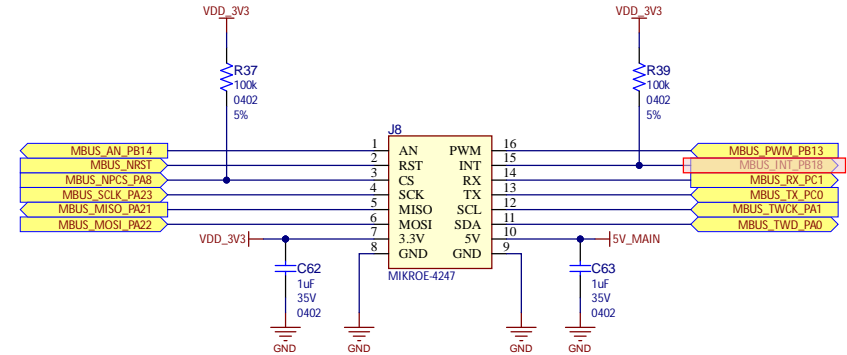 VDD_3V3
VDD_3V3
R37
100k
0402
5%
R39
100k
0402
5%
J8
MBUS_AN_PB14 1 AN PWM 16 MBUS_PWM_PB13
MBUS_NRST 2 RST INT 15 MBUS_INT_PB18
MBUS_NPCS_PA8 3 CS RX 14 MBUS_RX_PC1
MBUS_SCLK_PA23 4 SCK TX 13 MBUS_TX_PC0
MBUS_MISO_PA21 5 MISO SCL 12 MBUS_TWCK_PA1
MBUS_MOSI_PA22 6 MOSI SDA 11 MBUS_TWD_PA0
VDD_3V3 7 3.3V 5V 10 5V_MAIN
8 GND GND 9
MIKROE-4247
C62
1uF
35V
0402
C63
1uF
35V
0402
GND
GND
GND
GND